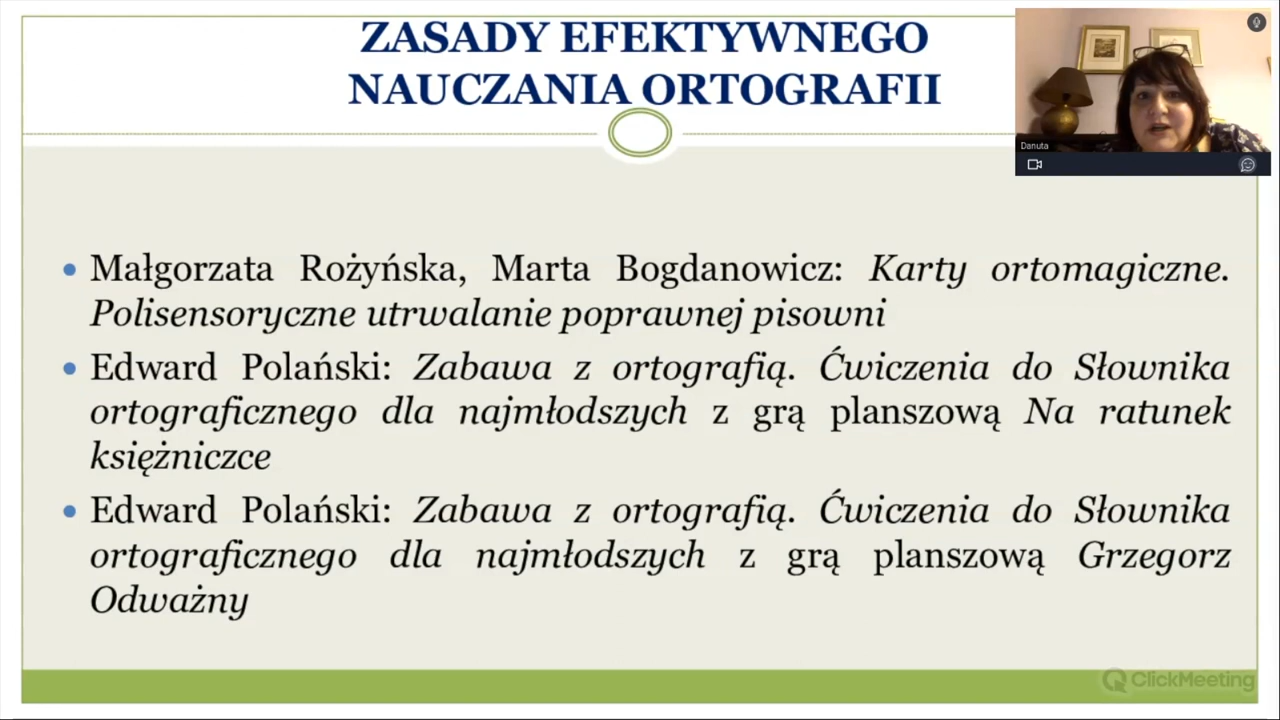 ZASADY EFEKTYWNEGO
NAUCZANIA ORTOGRAFII
Danuta
• Małgorzata Rożyńska, Marta Bogdanowicz: Karty ortomagiczne.
Polisensoryczne utrwalanie poprawnej pisowni
• Edward Polański: Zabawa z ortografią. Ćwiczenia do Słownika
ortograficznego dla najmłodszych z grą planszową Na ratunek
księżniczce
• Edward Polański: Zabawa z ortografią. Ćwiczenia do Słownika
ortograficznego dla najmłodszych z grą planszową Grzegorz
Odważny
ClickMeeting